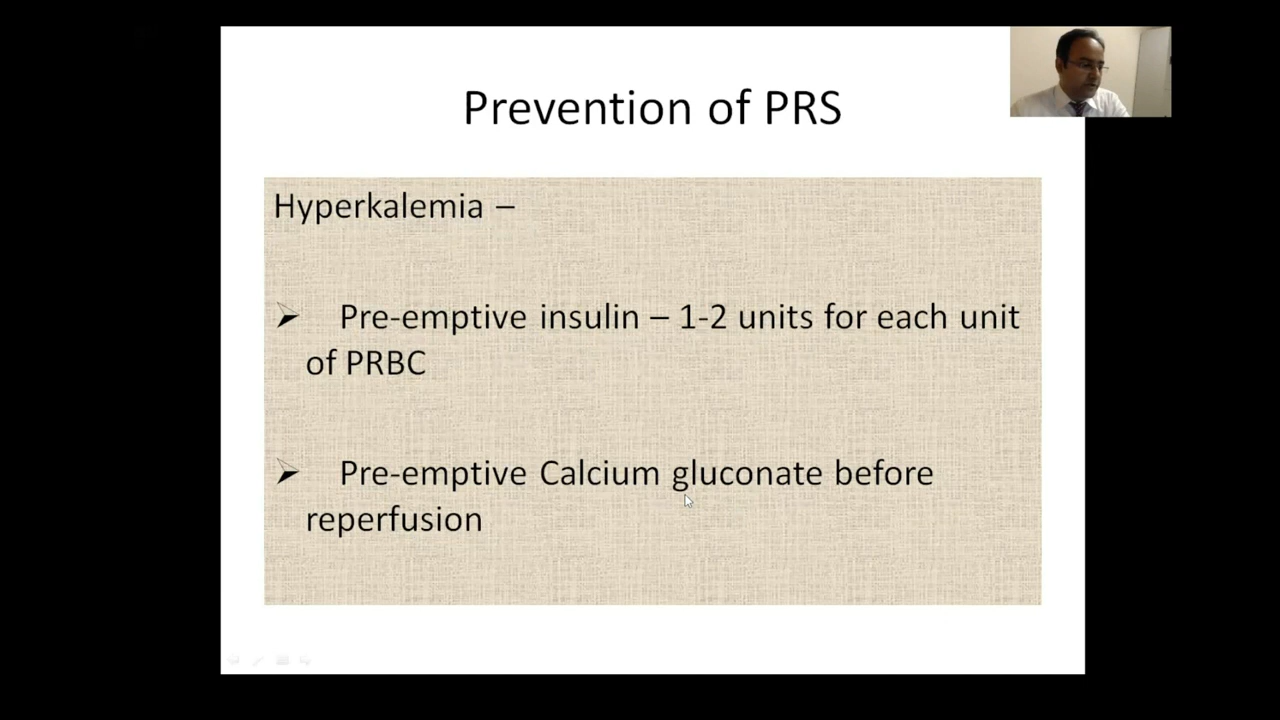 Prevention of PRS
Hyperkalemia –
➢ Pre-emptive insulin – 1-2 units for each unit
of PRBC
➢ Pre-emptive Calcium gluconate before
reperfusion